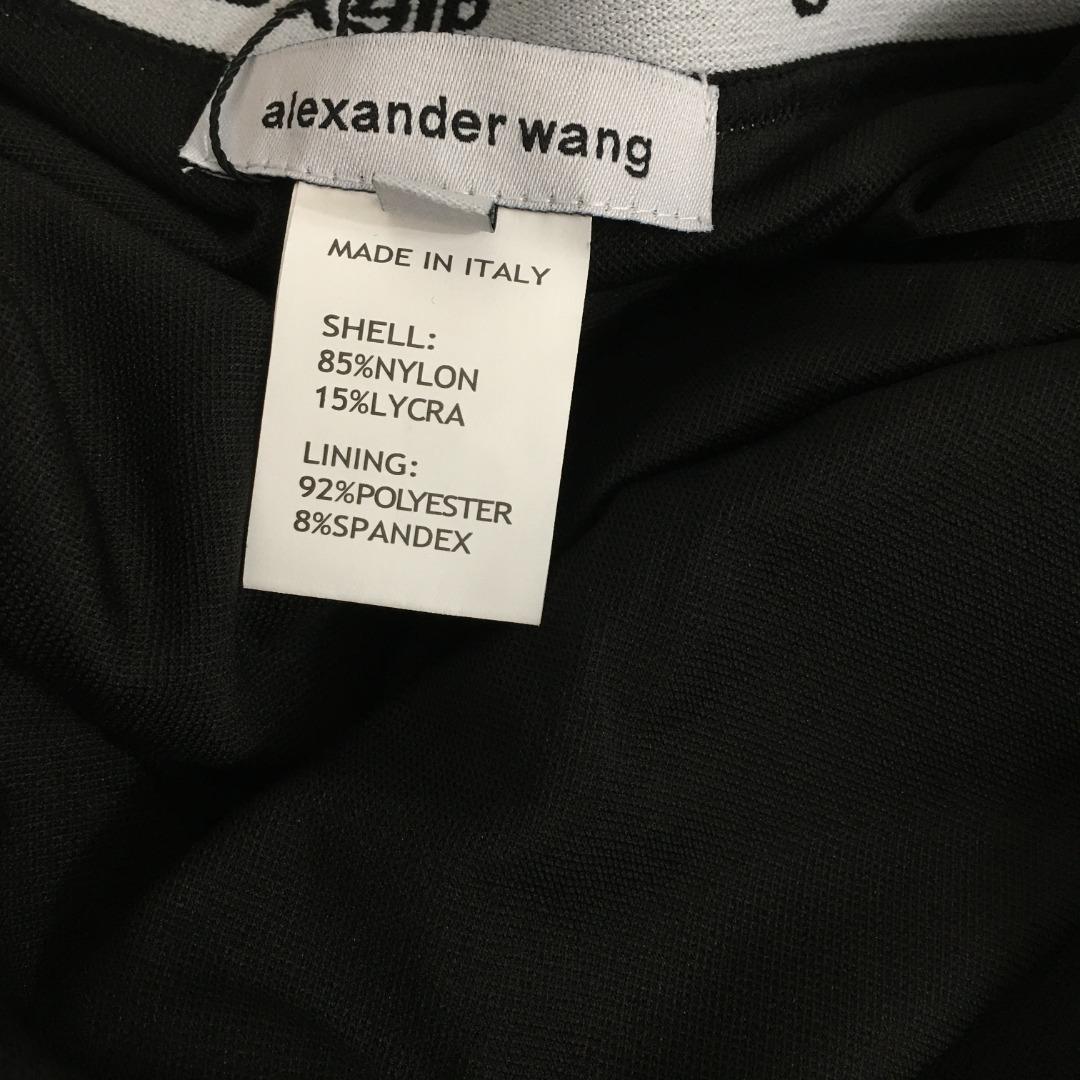 alexander wang
MADE IN ITALY
SHELL:
85%NYLON
15%LYCRA
LINING:
92%POLYESTER
8%SPANDEX